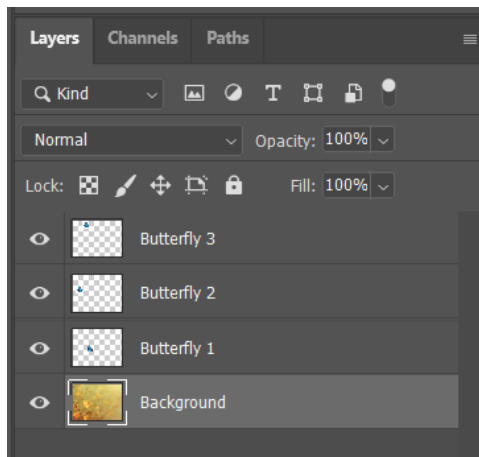 Layers Channels Paths
Kind T
Normal Opacity: 100%
Lock: Fill: 100%
Butterfly 3
Butterfly 2
Butterfly 1
Background